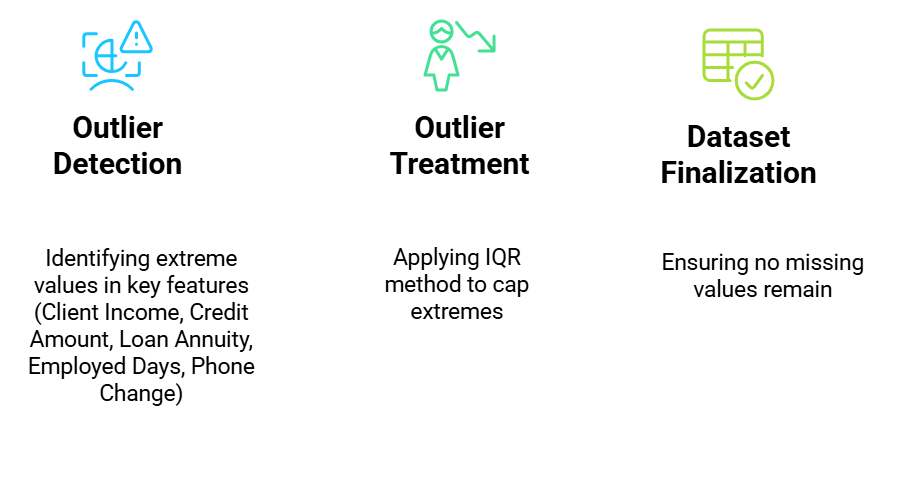 Outlier
Detection
Identifying extreme
values in key features
(Client Income, Credit
Amount, Loan Annuity,
Employed Days, Phone
Change)
Outlier
Treatment
Applying IQR
method to cap
extremes
Dataset
Finalization
Ensuring no missing
values remain